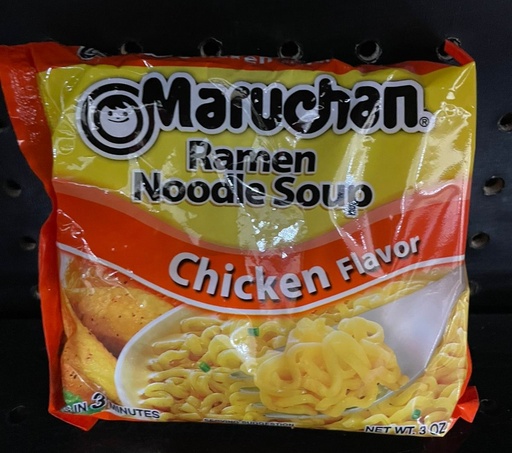 Maruchan®
Ramen
Noodle Soup
Chicken Flavor
IN 3 MINUTES
NET WT. 3 OZ